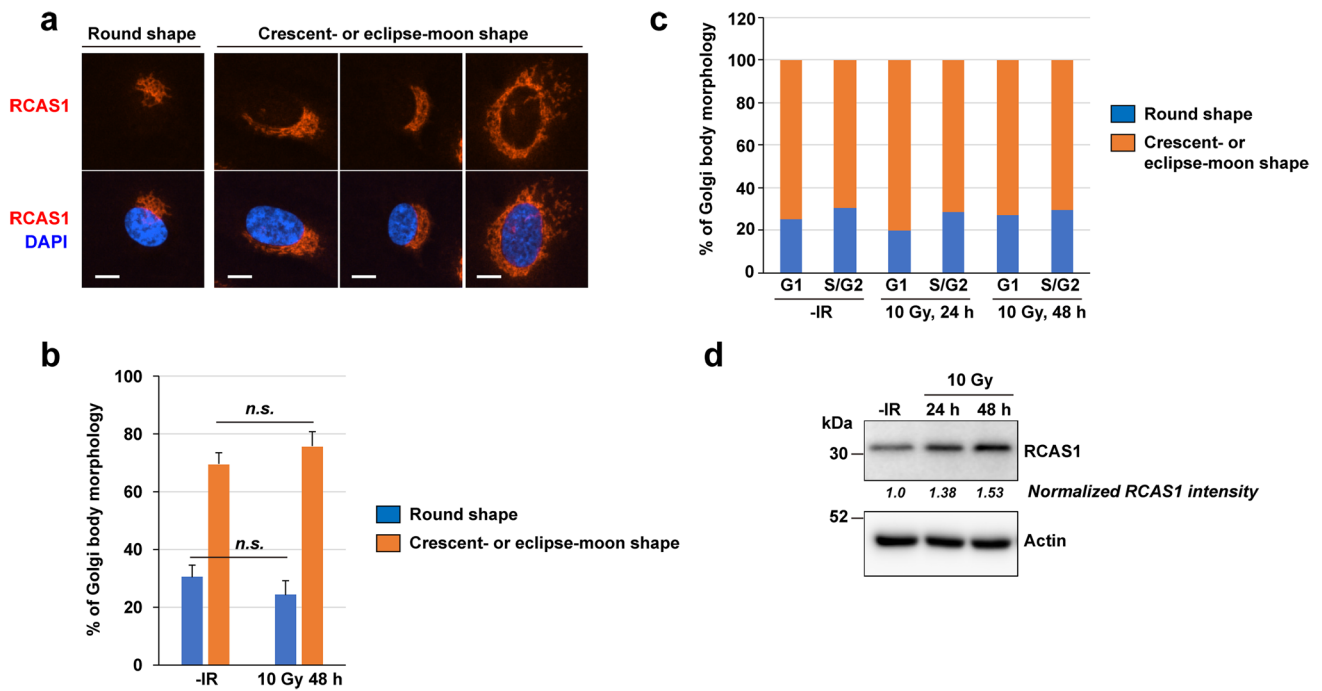 a
Round shape
Crescent- or eclipse-moon shape
RCAS1
RCAS1
DAPI
b
% of Golgi body morphology
100
80
60
40
20
0
n.s.
n.s.
-IR
10 Gy 48 h
Round shape
Crescent- or eclipse-moon shape
c
% of Golgi body morphology
120
100
80
60
40
20
0
G1 S/G2 G1 S/G2 G1 S/G2
-IR 10 Gy, 24 h 10 Gy, 48 h
Round shape
Crescent- or
eclipse-moon shape
d
10 Gy
-IR 24 h 48 h
kDa
30
RCAS1
1.0 1.38 1.53 Normalized RCAS1 intensity
52
Actin